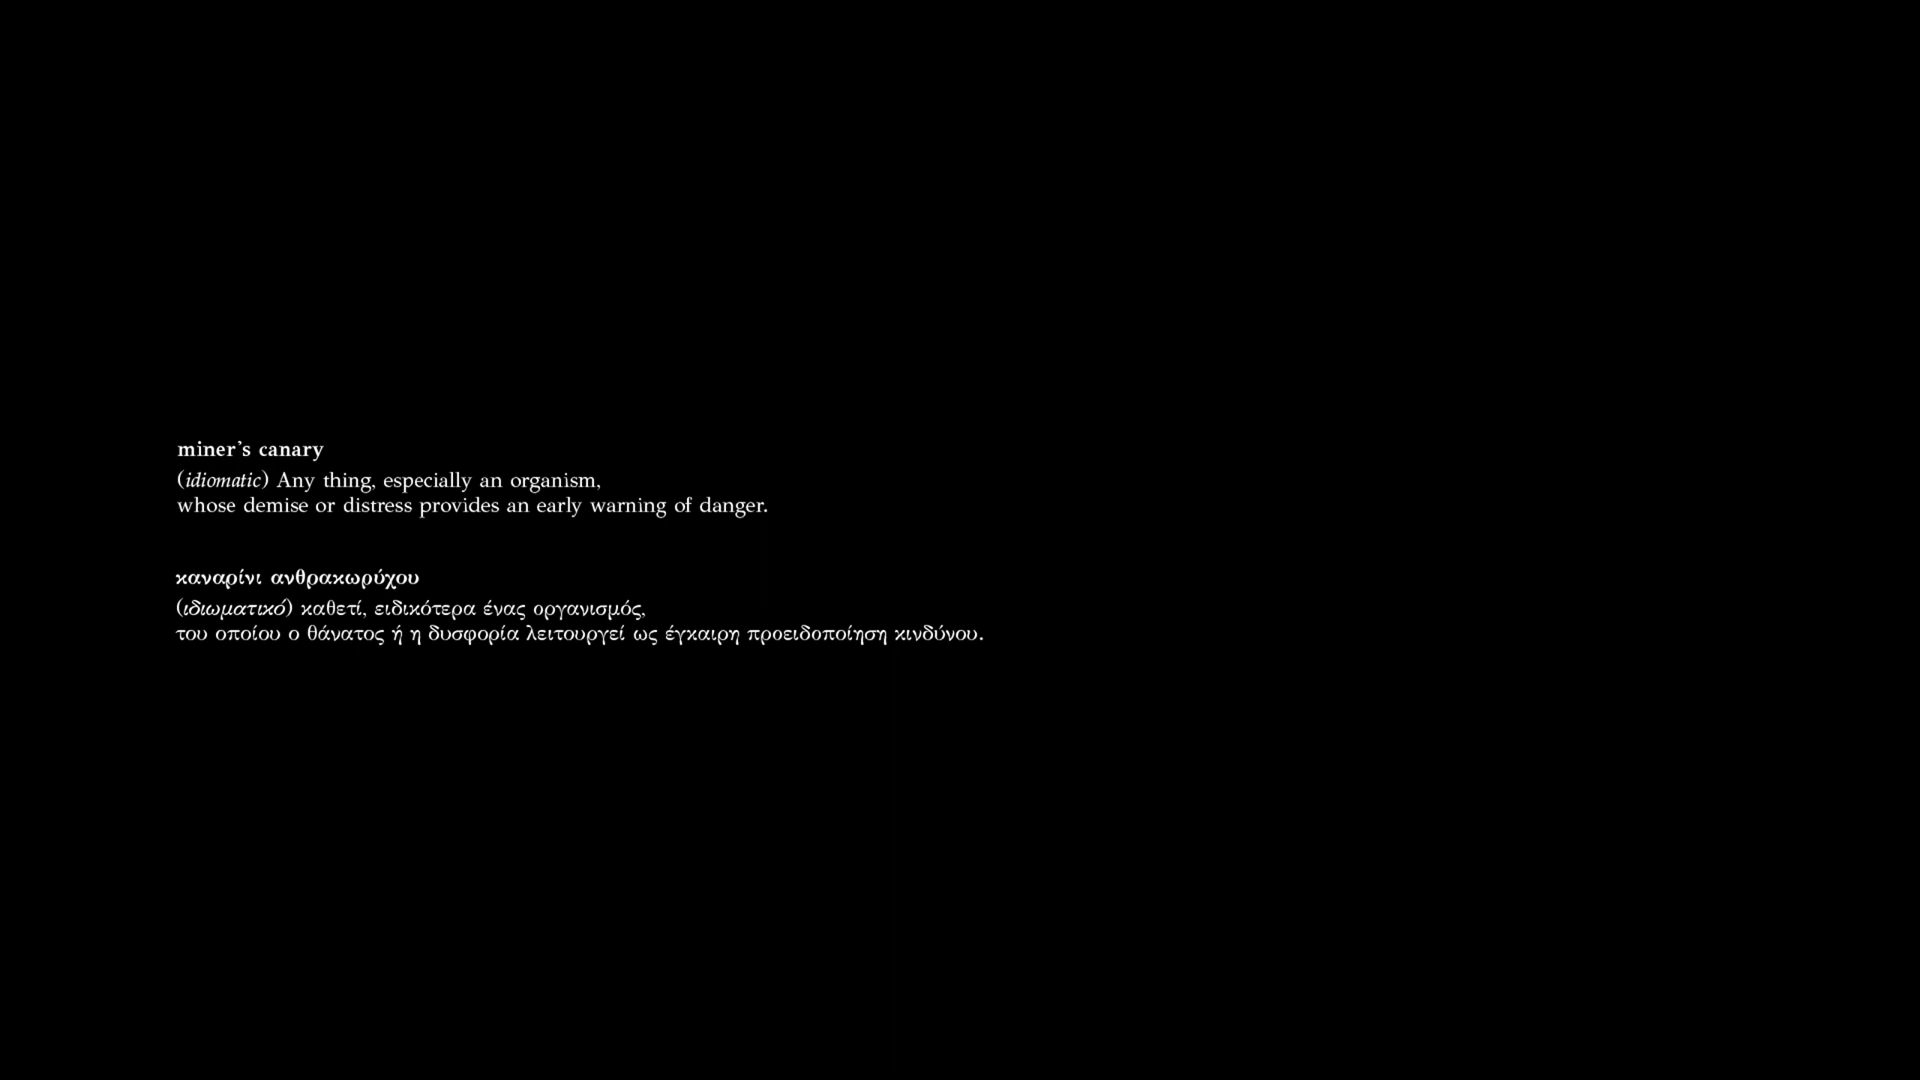 miner’s canary
(idiomatic) Any thing, especially an organism,
whose demise or distress provides an early warning of danger.
καναρίνι ανθρακωρύχου
(ιδιωματικό) καθετί, ειδικότερα ένας οργανισμός,
του οποίου ο θάνατος ή η δυσφορία λειτουργεί ως έγκαιρη προειδοποίηση κινδύνου.